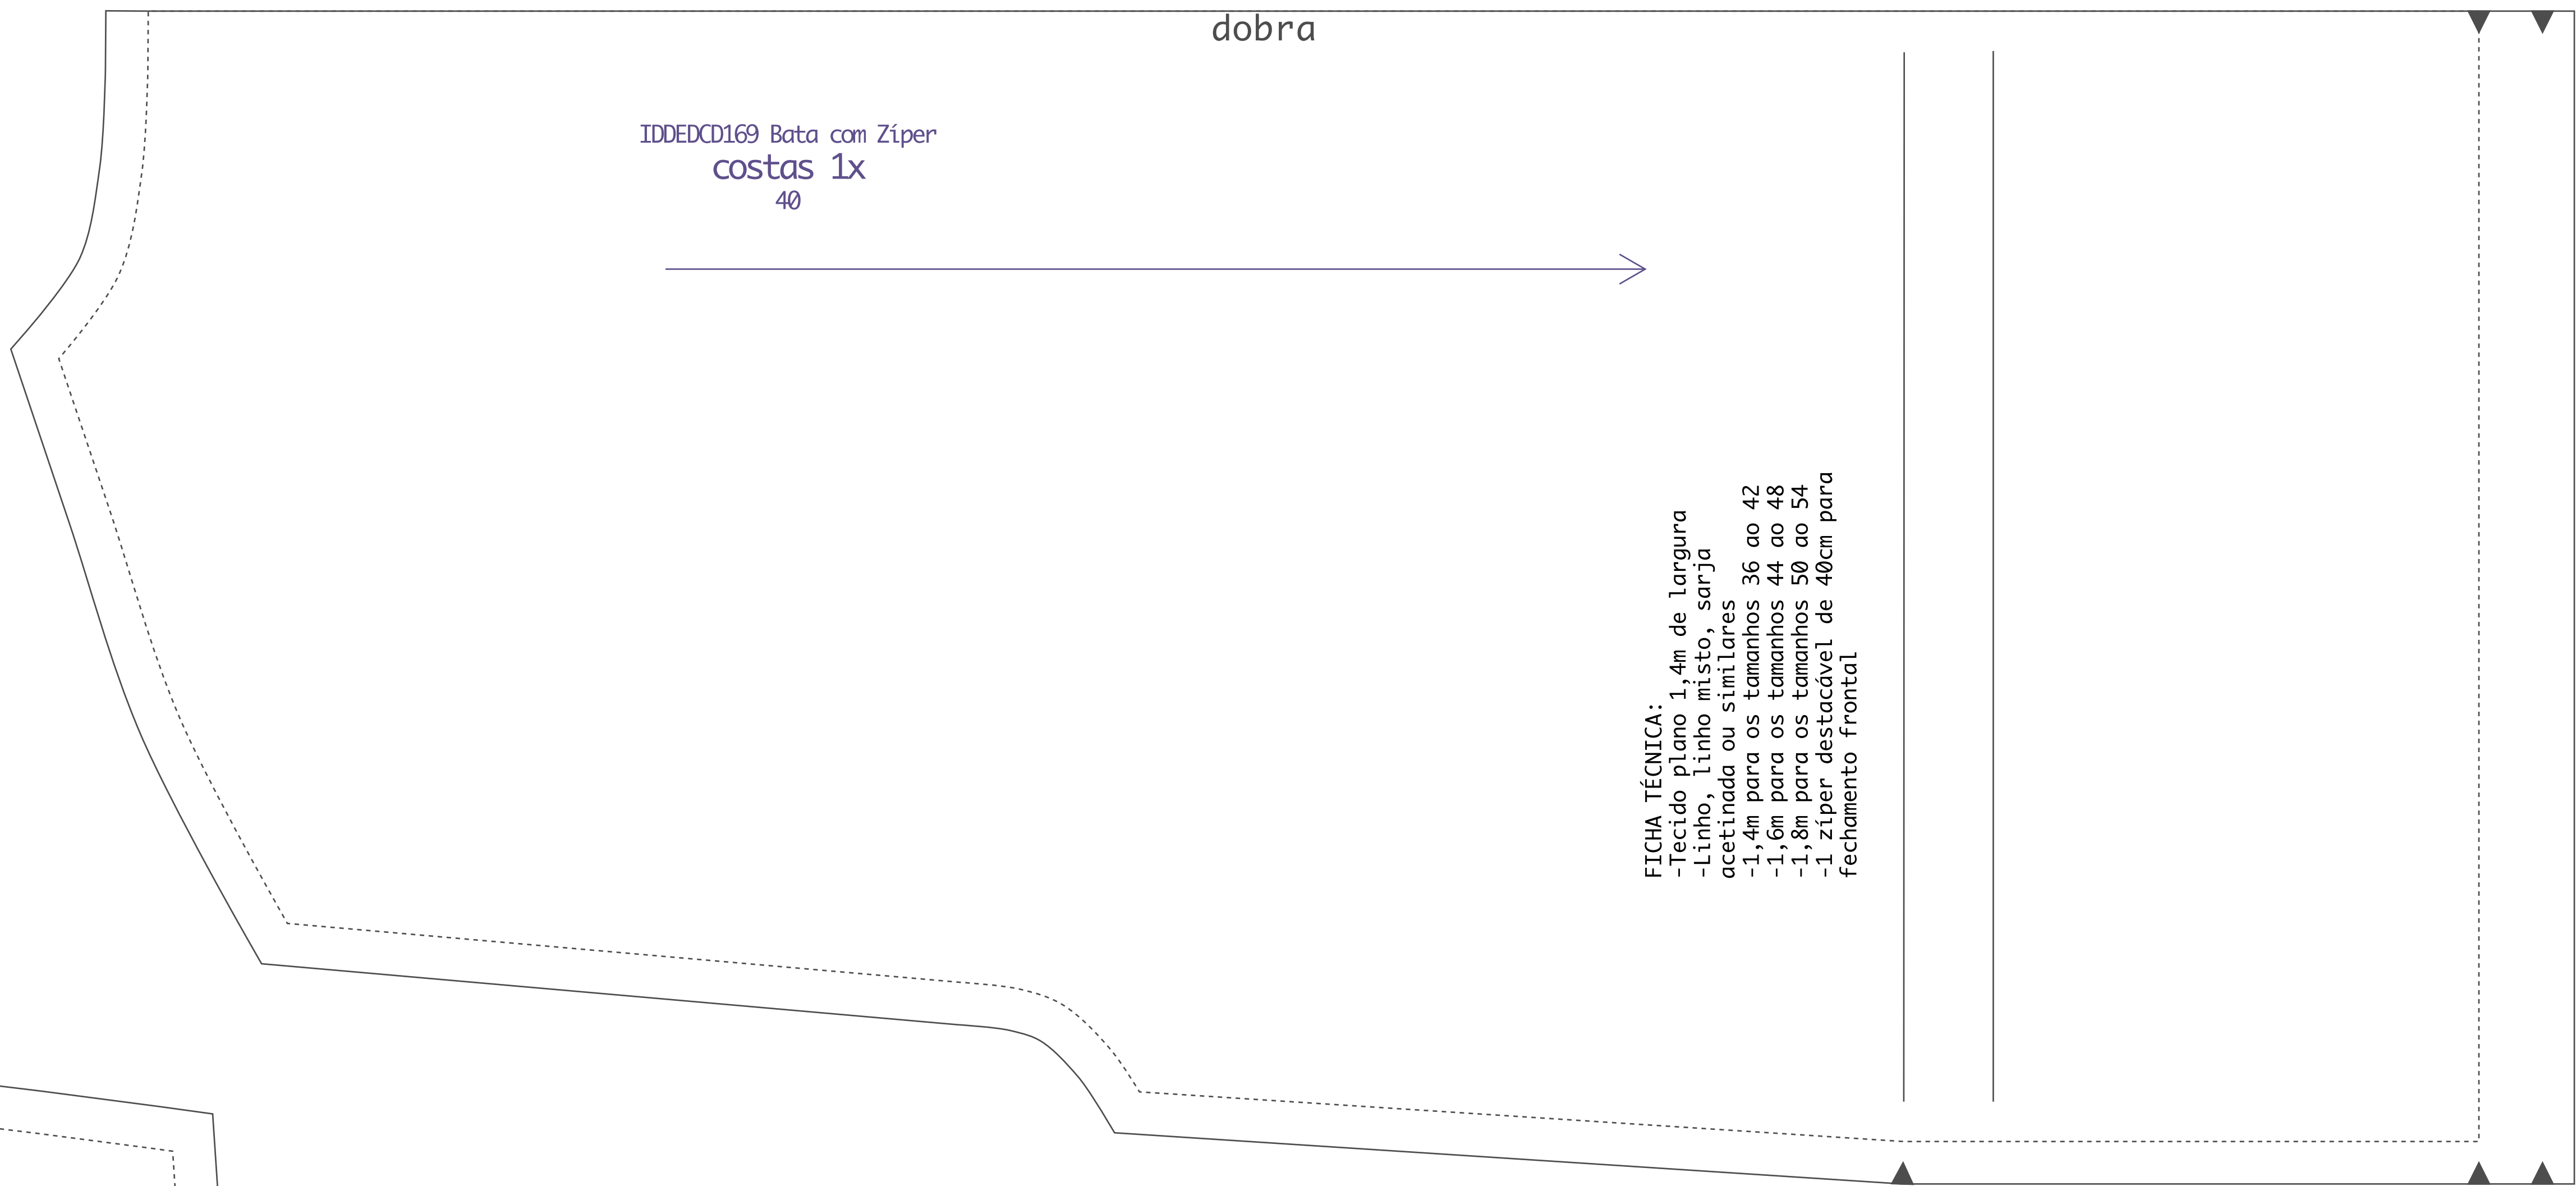 dobra
IDDEDCD169 Bata com Zíper
costas 1x
40
FICHA TÉCNICA:
-Tecido plano 1,4m de largura
-Linho, linho misto, sarja
acetinada ou similares
-1,4m para os tamanhos 36 ao 42
-1,6m para os tamanhos 44 ao 48
-1,8m para os tamanhos 50 ao 54
-1 zíper destacável de 40cm para
fechamento frontal